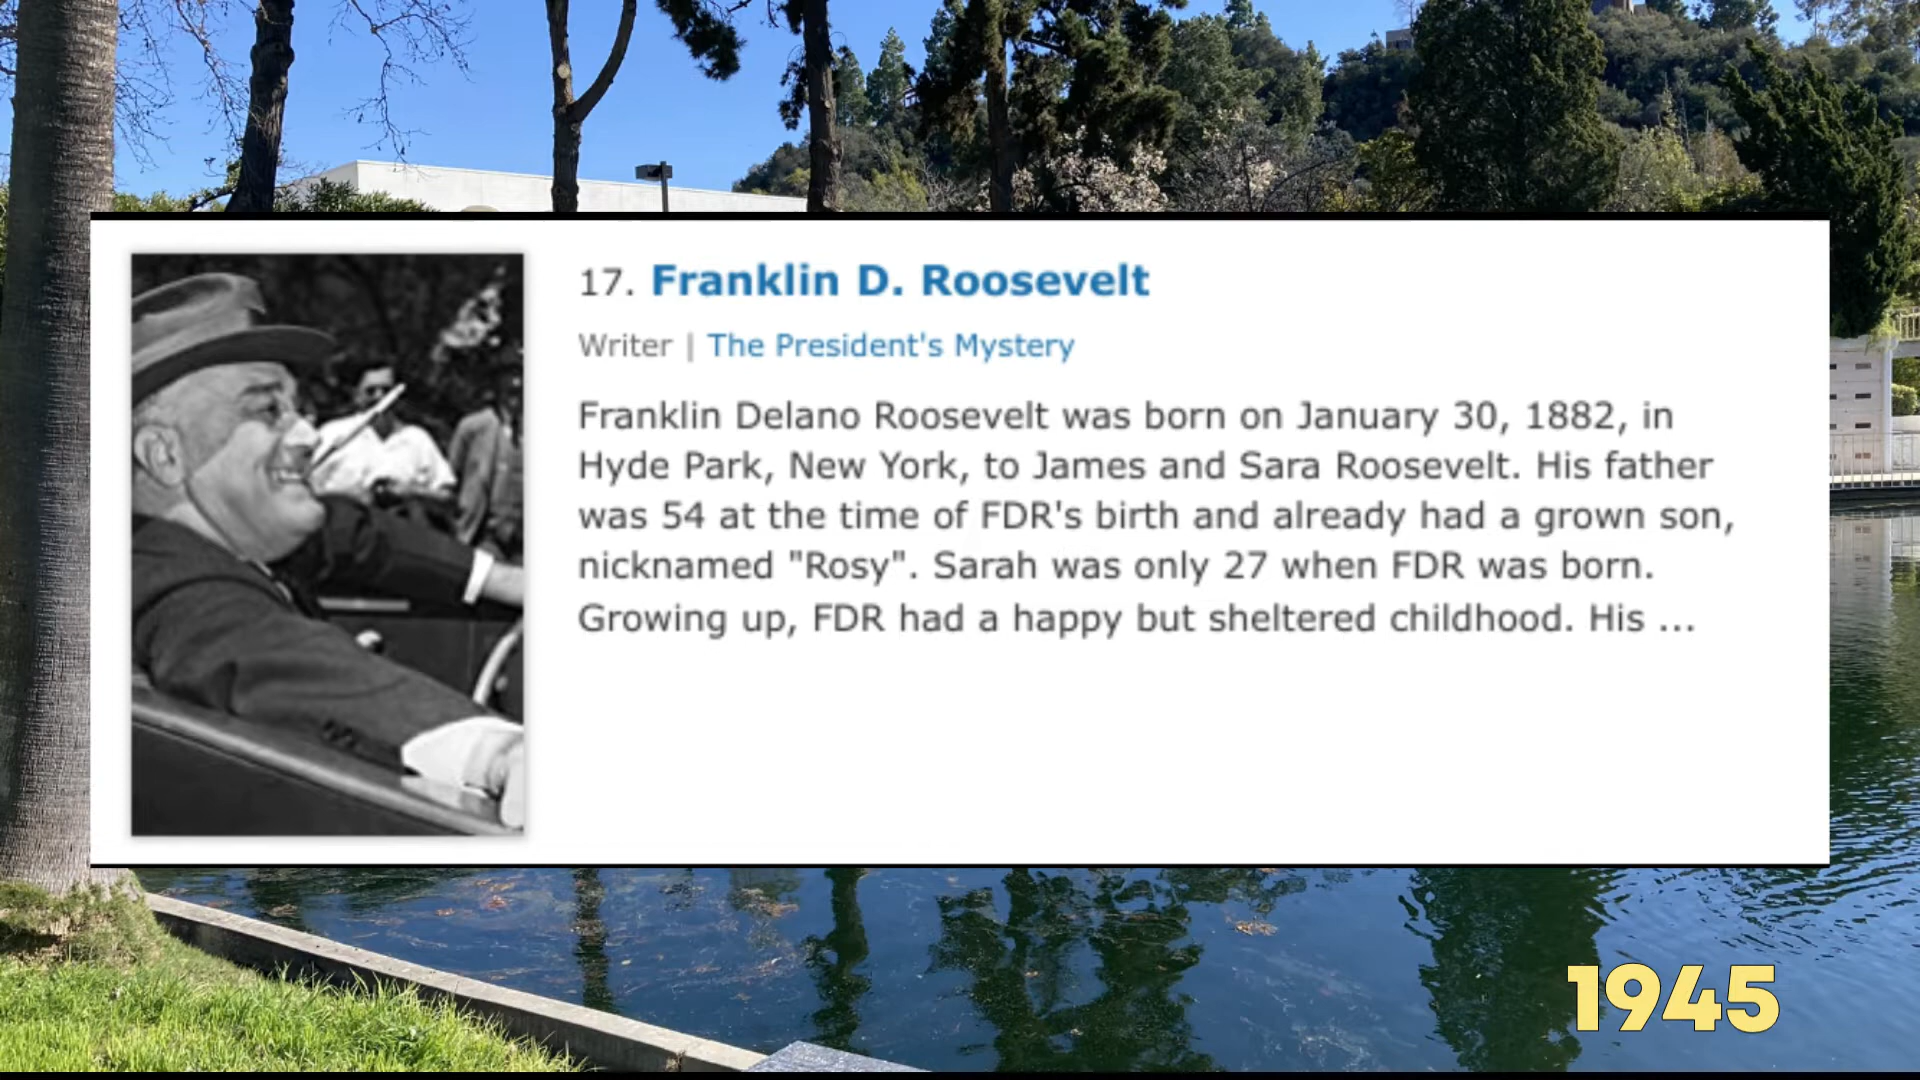 17. Franklin D. Roosevelt
Writer | The President's Mystery
Franklin Delano Roosevelt was born on January 30, 1882, in
Hyde Park, New York, to James and Sara Roosevelt. His father
was 54 at the time of FDR's birth and already had a grown son,
nicknamed "Rosy". Sarah was only 27 when FDR was born.
Growing up, FDR had a happy but sheltered childhood. His ...
1945